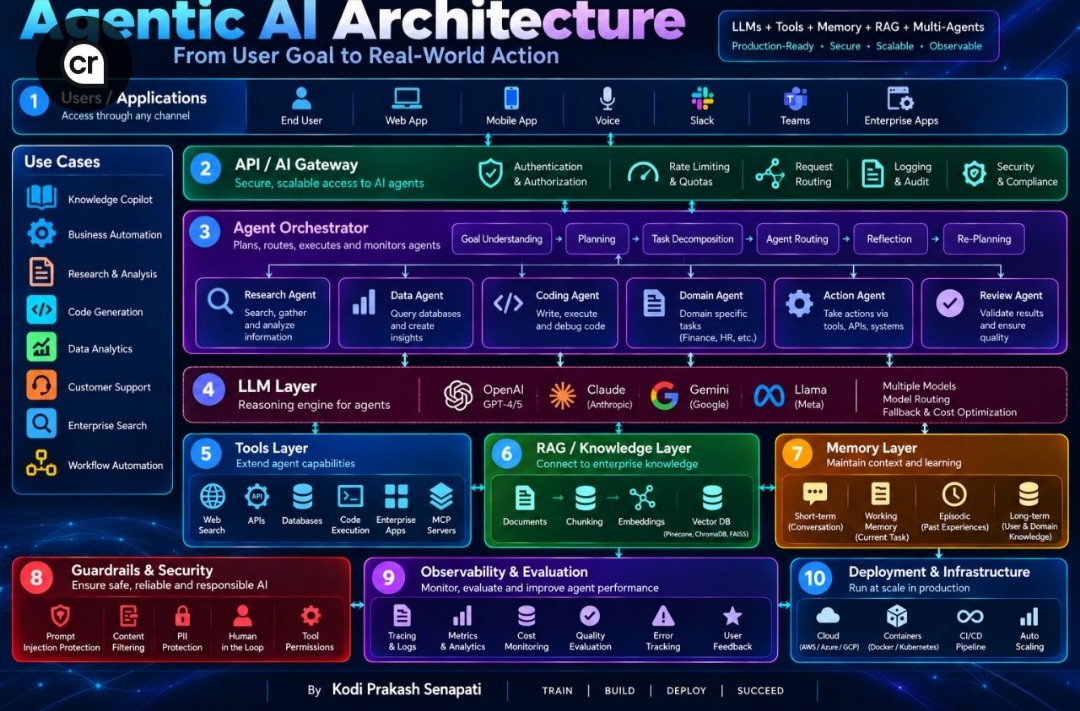 Agentic AI Architecture
From User Goal to Real-World Action
LLMs + Tools + Memory + RAG + Multi-Agents
Production-Ready • Secure • Scalable • Observable
cr
1
Users / Applications
Access through any channel
End User
Web App
Mobile App
Voice
Slack
Teams
Enterprise Apps
Use Cases
Knowledge Copilot
Business Automation
Research & Analysis
Code Generation
Data Analytics
Customer Support
Enterprise Search
Workflow Automation
2
API / AI Gateway
Secure, scalable access to AI agents
Authentication
& Authorization
Rate Limiting
& Quotas
Request
Routing
Logging
& Audit
Security
& Compliance
3
Agent Orchestrator
Plans, routes, executes and monitors agents
Goal Understanding
Planning
Task Decomposition
Agent Routing
Reflection
Re-Planning
Research Agent
Search, gather
and analyze
information
Data Agent
Query databases
and create
insights
Coding Agent
Write, execute
and debug code
Domain Agent
Domain specific
tasks
(Finance, HR, etc.)
Action Agent
Take actions via
tools, APIs, systems
Review Agent
Validate results
and ensure
quality
4
LLM Layer
Reasoning engine for agents
OpenAI
GPT-4/5
Claude
(Anthropic)
Gemini
(Google)
Llama
(Meta)
Multiple Models
Model Routing
Fallback & Cost Optimization
5
Tools Layer
Extend agent capabilities
Web
Search
API
APIs
Databases
Code
Execution
Enterprise
Apps
MCP
Servers
6
RAG / Knowledge Layer
Connect to enterprise knowledge
Documents
Chunking
Embeddings
Vector DB
(Pinecone, ChromaDB, FAISS)
7
Memory Layer
Maintain context and learning
Short-term
(Conversation)
Working
Memory
(Current Task)
Episodic
(Past Experiences)
Long-term
(User & Domain
Knowledge)
8
Guardrails & Security
Ensure safe, reliable and responsible AI
Prompt
Injection Protection
Content
Filtering
PII
Protection
Human
in the Loop
Tool
Permissions
9
Observability & Evaluation
Monitor, evaluate and improve agent performance
Tracing
& Logs
Metrics
& Analytics
Cost
Monitoring
Quality
Evaluation
Error
Tracking
User
Feedback
10
Deployment & Infrastructure
Run at scale in production
Cloud
(AWS / Azure / GCP)
Containers
(Docker / Kubernetes)
CI/CD
Pipeline
Auto
Scaling
By Kodi Prakash Senapati
TRAIN | BUILD | DEPLOY | SUCCEED